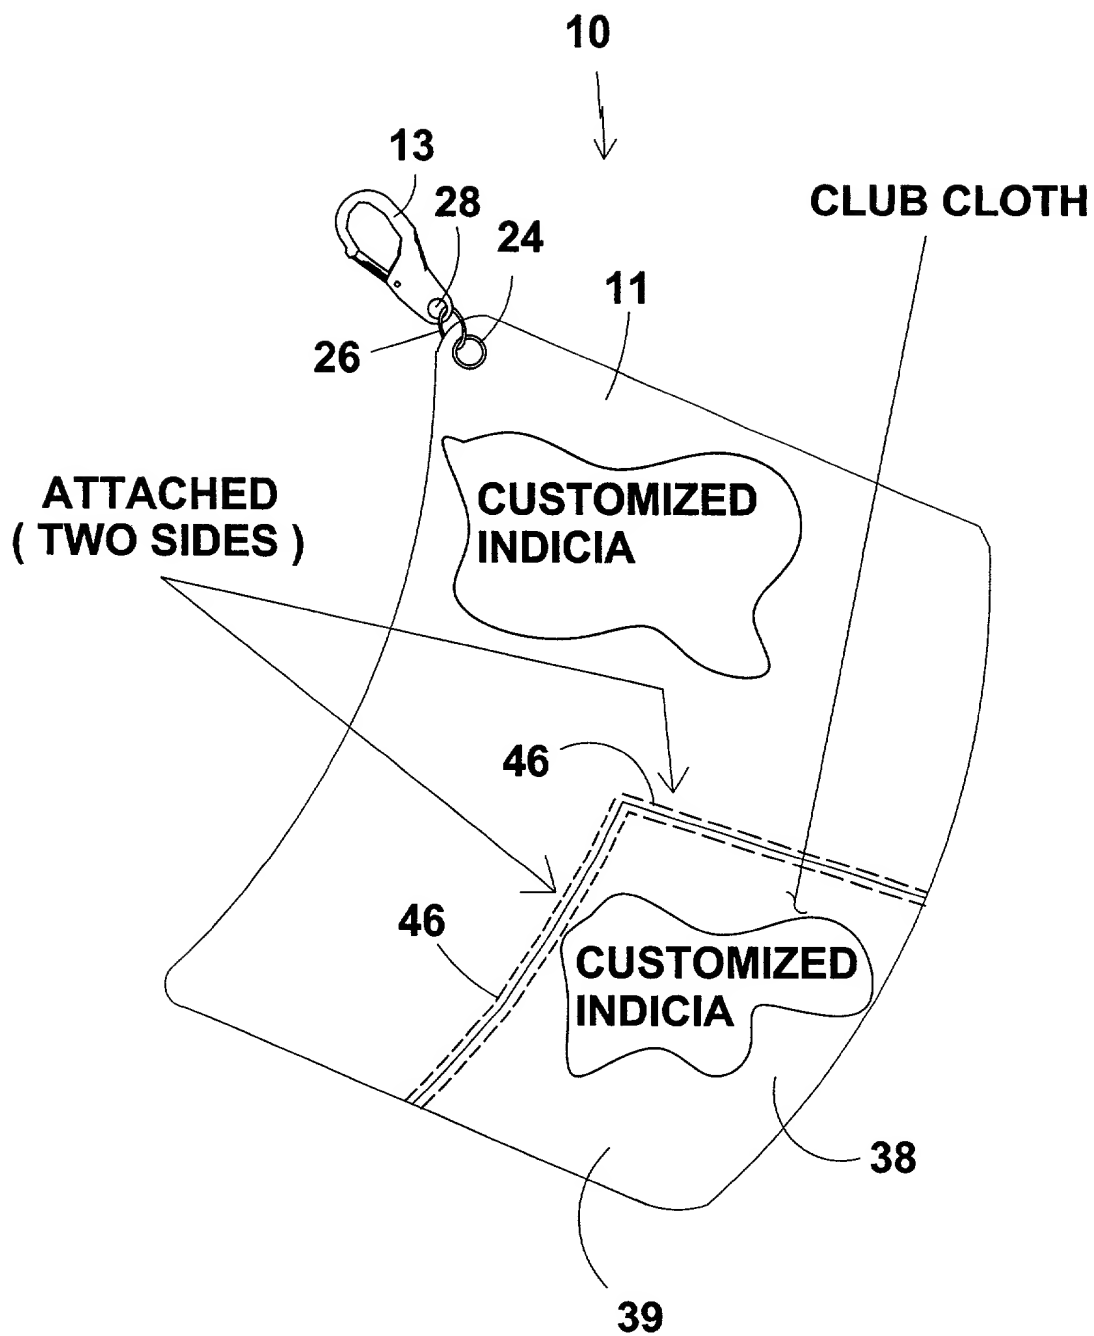 10
13
28
24
CLUB CLOTH
11
26
ATTACHED
( TWO SIDES )
CUSTOMIZED
INDICIA
46
46
CUSTOMIZED
INDICIA
38
39